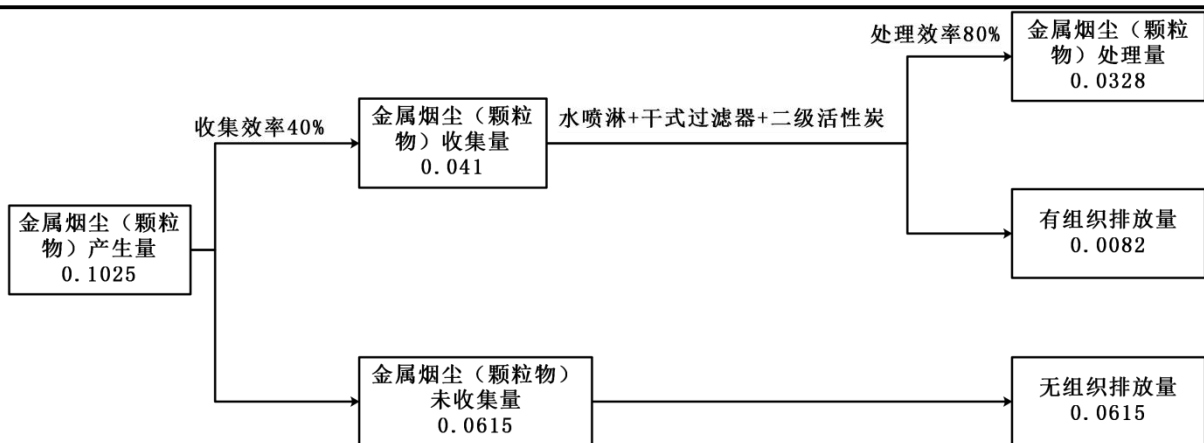 处理效率80%
金属烟尘（颗粒
物）处理量
0.0328
收集效率40%
金属烟尘（颗粒
物）收集量
0.041
水喷淋+干式过滤器+二级活性炭
金属烟尘（颗粒
物）产生量
0.1025
有组织排放量
0.0082
金属烟尘（颗粒物）
未收集量
0.0615
无组织排放量
0.0615